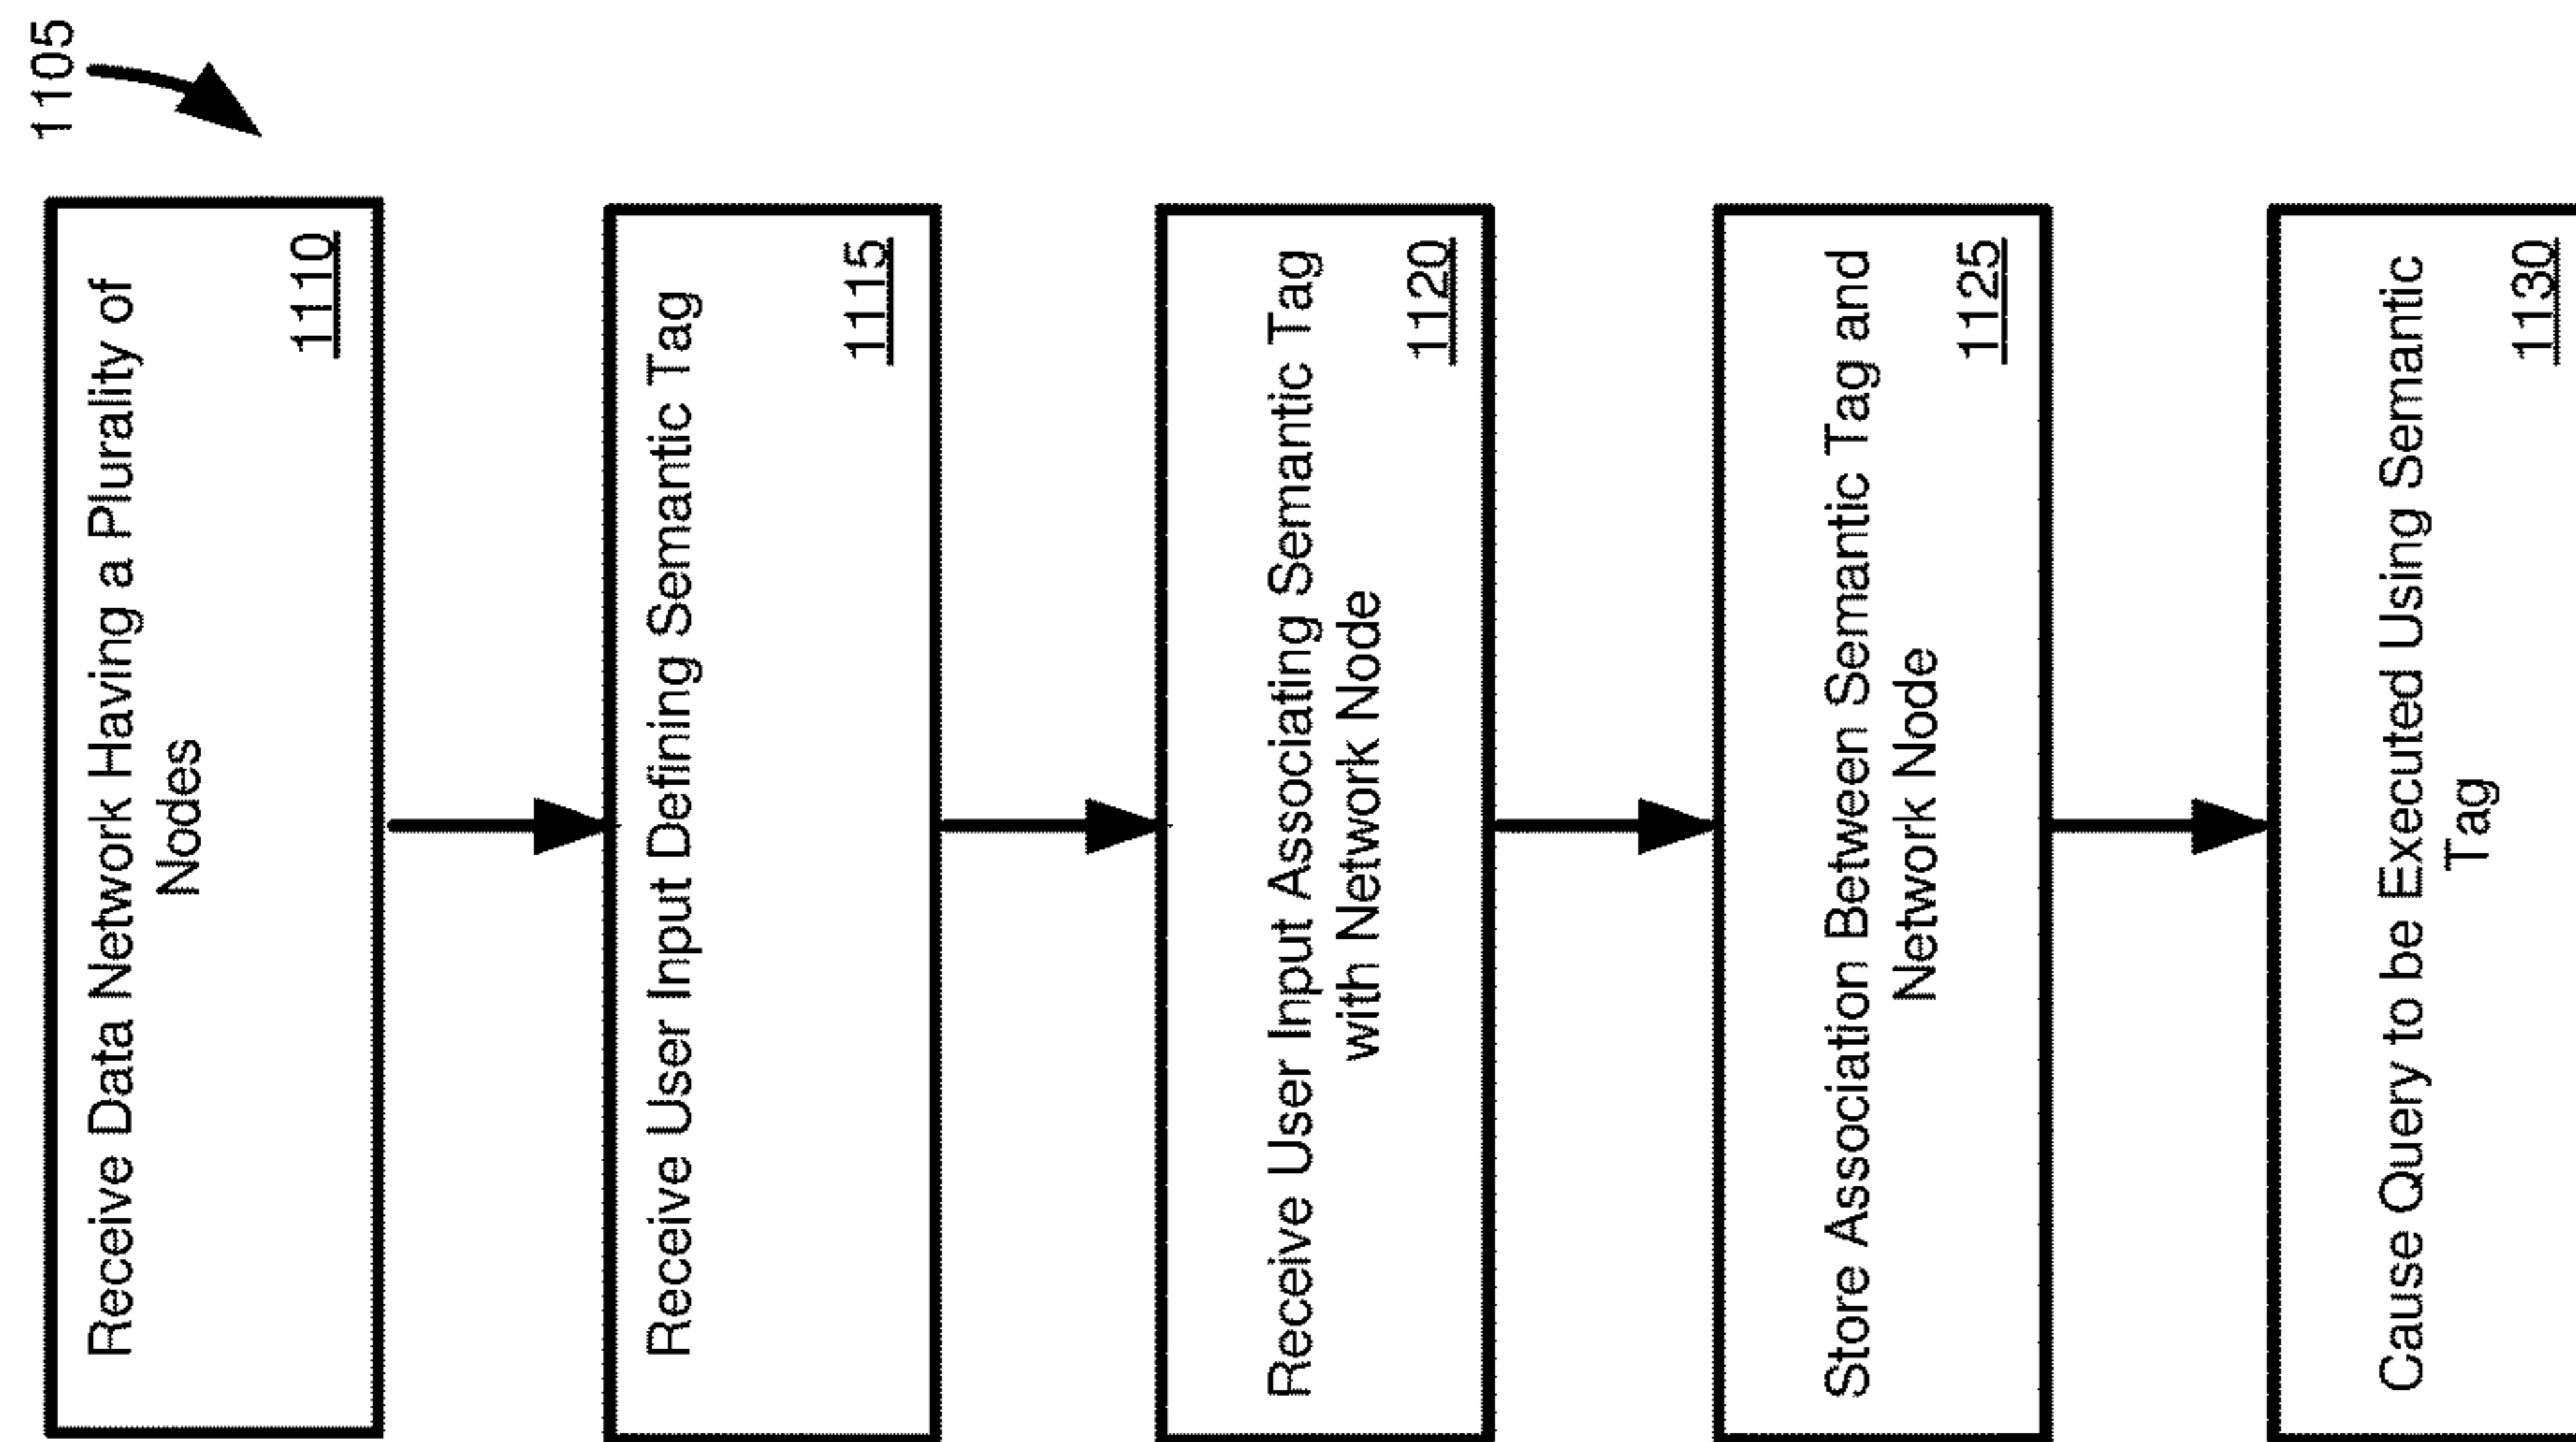 1105
Receive Data Network Having a Plurality of
Nodes
1110
Receive User Input Defining Semantic Tag
1115
Receive User Input Associating Semantic Tag
with Network Node
1120
Store Association Between Semantic Tag and
Network Node
1125
Cause Query to be Executed Using Semantic
Tag
1130